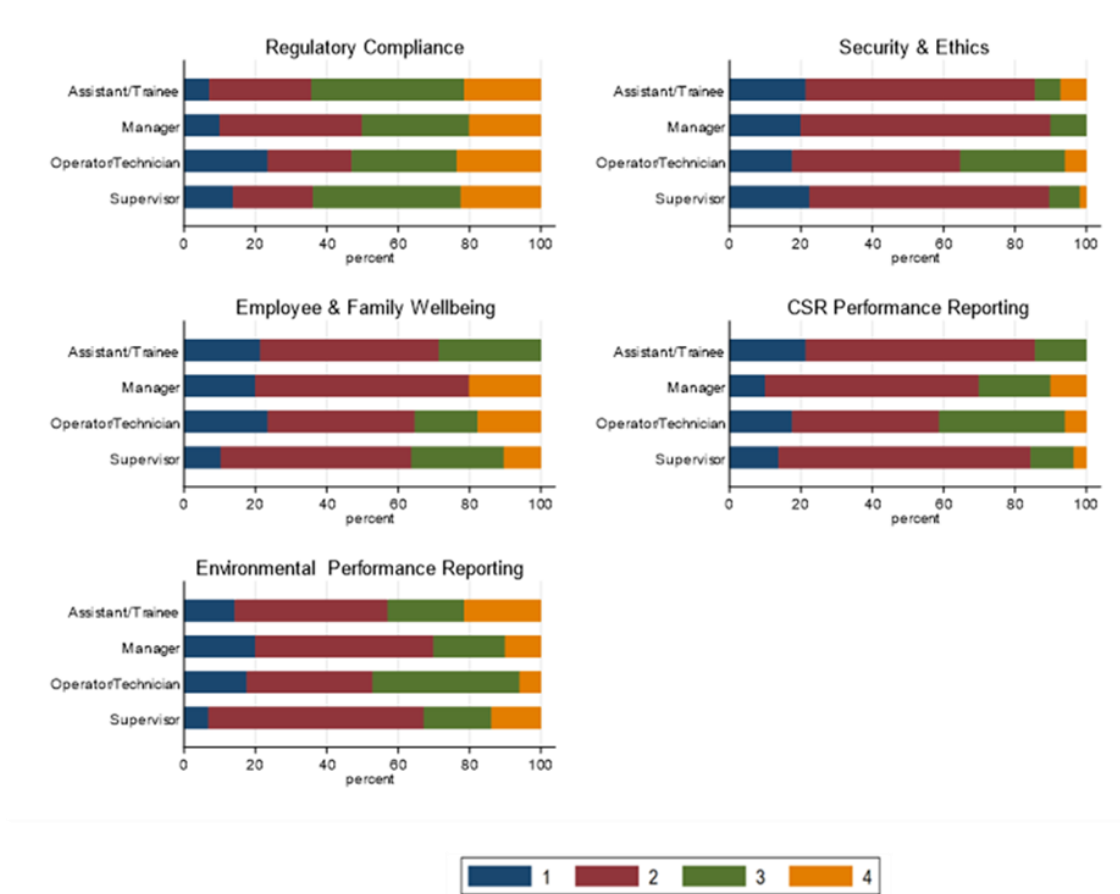 Regulatory Compliance
Assistant/Trainee
Manager
Operator/Technician
Supervisor
0 20 40 60 80 100
percent
Security & Ethics
Assistant/Trainee
Manager
Operator/Technician
Supervisor
0 20 40 60 80 100
percent
Employee & Family Wellbeing
Assistant/Trainee
Manager
Operator/Technician
Supervisor
0 20 40 60 80 100
percent
CSR Performance Reporting
Assistant/Trainee
Manager
Operator/Technician
Supervisor
0 20 40 60 80 100
percent
Environmental Performance Reporting
Assistant/Trainee
Manager
Operator/Technician
Supervisor
0 20 40 60 80 100
percent
1 2 3 4